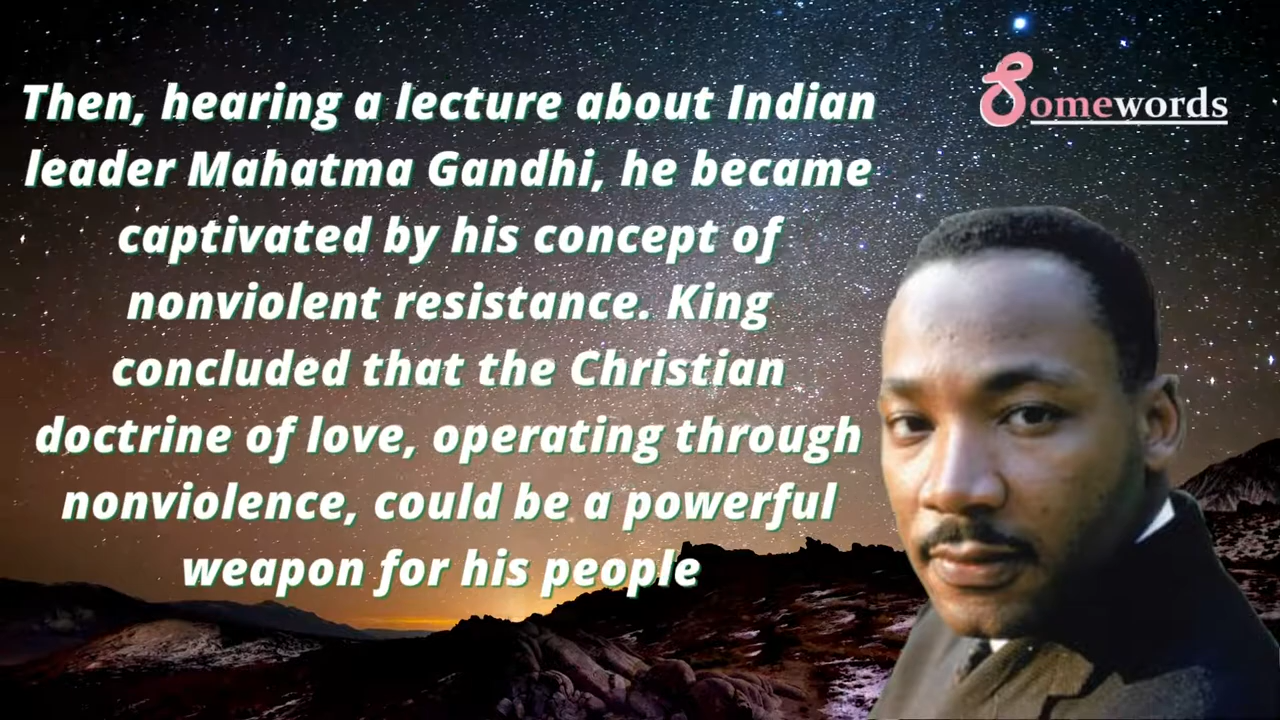 Then, hearing a lecture about Indian
leader Mahatma Gandhi, he became
captivated by his concept of
nonviolent resistance. King
concluded that the Christian
doctrine of love, operating through
nonviolence, could be a powerful
weapon for his people
Somewords